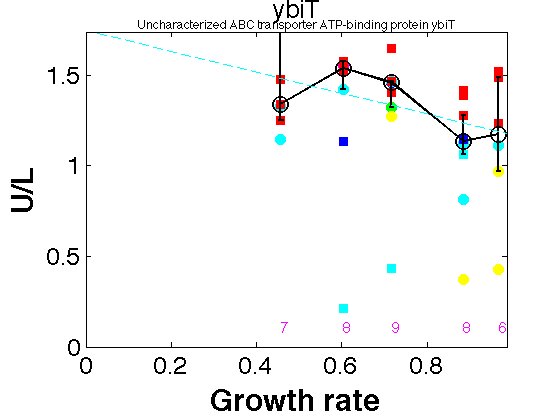 ybiT
Uncharacterized ABC transporter ATP-binding protein ybiT
1.5
1
0.5
0
U/L
7 8 9 8 6
0 0.2 0.4 0.6 0.8
Growth rate